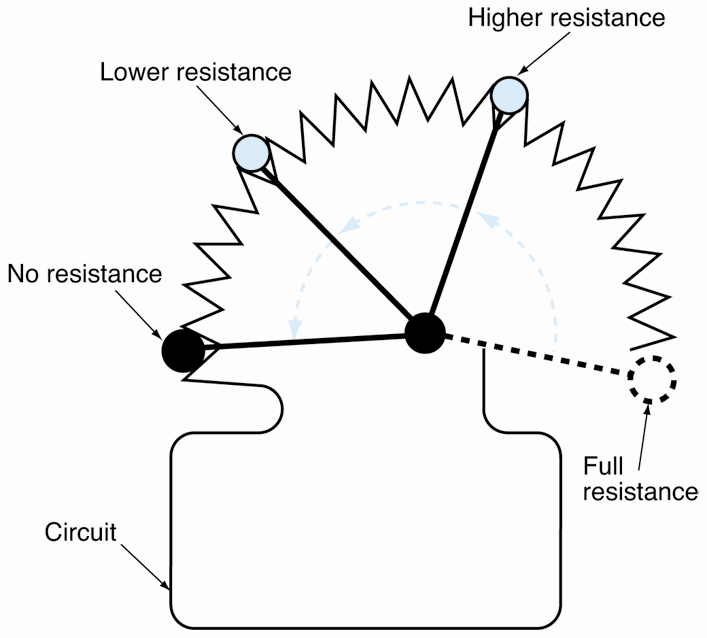 Higher resistance
Lower resistance
No resistance
Full
resistance
Circuit